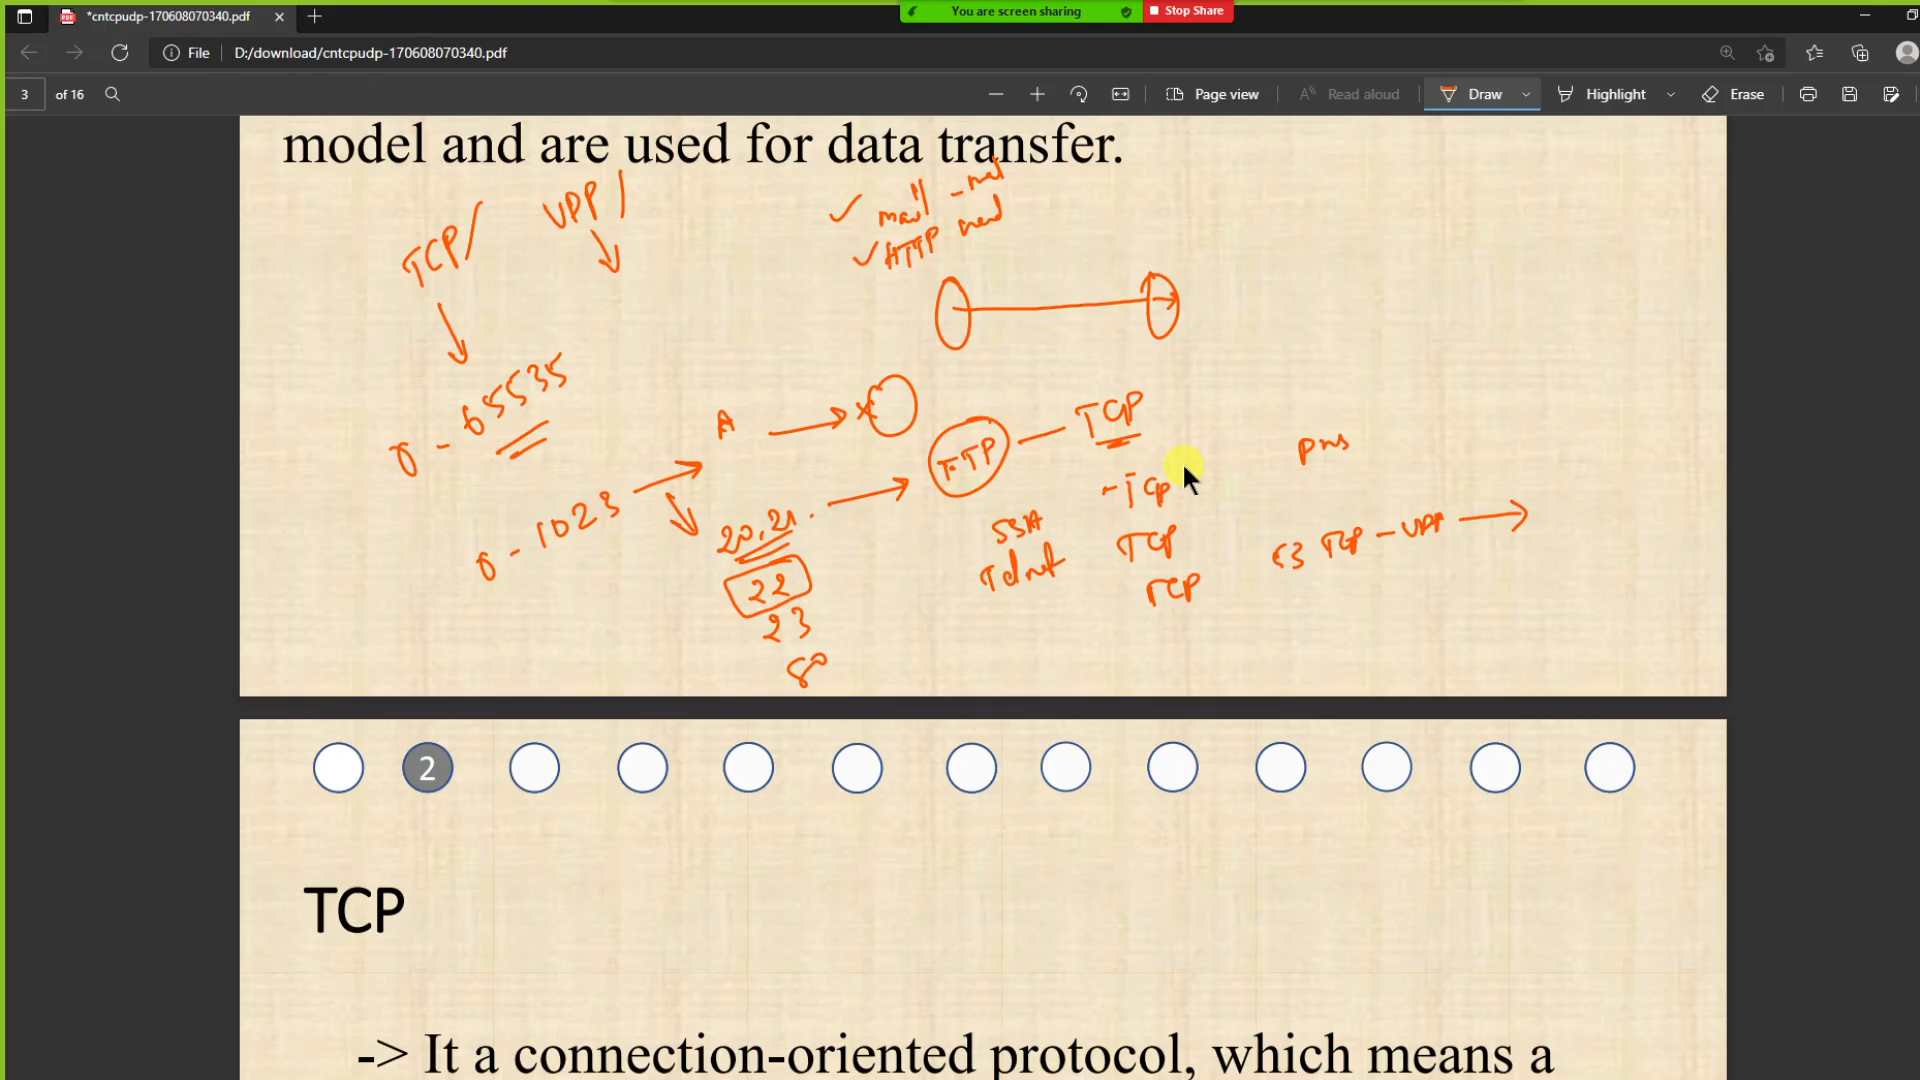 *cntcpudp-170608070340.pdf
You are screen sharing
Stop Share
File
D:/download/cntcpudp-170608070340.pdf
3 of 16
Page view
Read aloud
Draw
Highlight
Erase
model and are used for data transfer.
TCP/ UDP/
mail -
HTTP
0 - 65535
A
FTP - TCP
0 - 1023
20, 21.
- TCP
SSH
TCP
Telnet
TCP
22
23
80
53 TCP - UDP
2
TCP
-> It a connection-oriented protocol, which means a